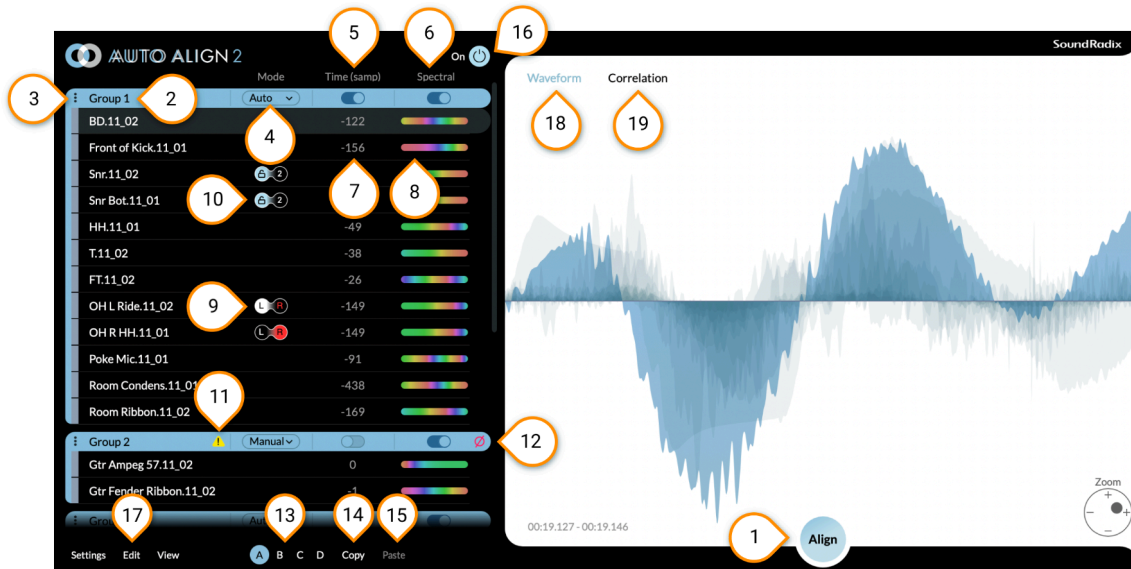 5
6
16
AUTO ALIGN 2
On
SoundRadix
Mode Time (samp) Spectral
Waveform Correlation
3
Group 1
2
Auto
18
19
BD.11_02 -122
4
Front of Kick.11_01 -156
Snr.11_02 2
7
8
Snr Bot.11_01
10
2
HH.11_01 -49
T.11_02 -38
FT.11_02 -26
9
OH L Ride.11_02 L R -149
OH R HH.11_01 L R -149
Poke Mic.11_01 -91
Room Condens.11_01 -438
11
Room Ribbon.11_02 -169
Group 2 Manual
12
Gtr Ampeg 57.11_02 0
Gtr Fender Ribbon.11_02 -1
Zoom
17
13
14
15
00:19.127 - 00:19.146
1
Align
Settings Edit View A B C D Copy Paste